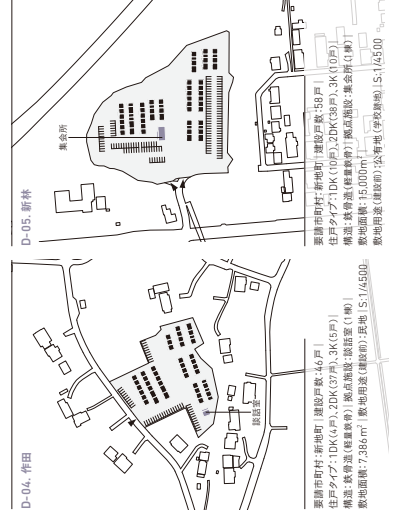 D-04. 作田
談話室
要請市町村:新地町｜建設戸数:46戸｜
住戸タイプ:1DK(4戸)、2DK(37戸)、3K(5戸)｜
構造:鉄骨造(軽量鉄骨)｜拠点施設:談話室(1棟)｜
敷地面積:7,386m²｜敷地用途(建設前):民地｜S:1/4500
D-05. 新林
集会所
要請市町村:新地町｜建設戸数:58戸｜
住戸タイプ:1DK(10戸)、2DK(38戸)、3K(10戸)｜
構造:鉄骨造(軽量鉄骨)｜拠点施設:集会所(1棟)｜
敷地面積:15,000m²｜
敷地用途(建設前):公有地(学校跡地)｜S:1/4500